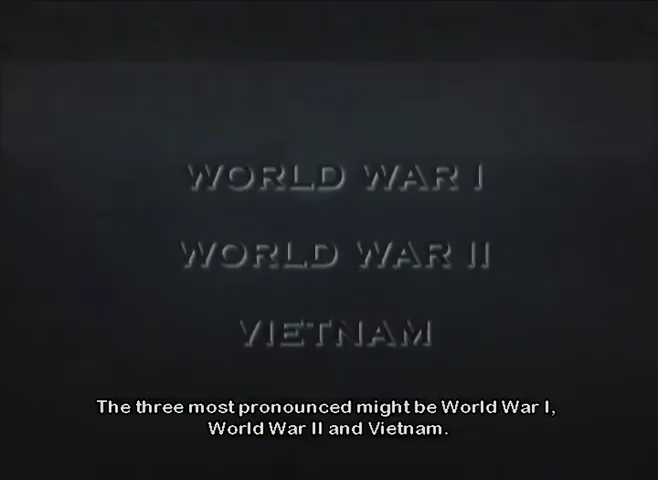 WORLD WAR I
WORLD WAR II
VIETNAM
The three most pronounced might be World War I,
World War II and Vietnam.